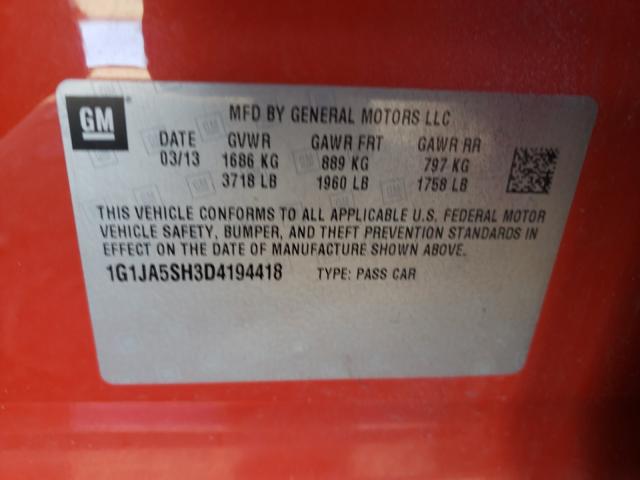 GM
MFD BY GENERAL MOTORS LLC
DATE GVWR GAWR FRT GAWR RR
03/13 1686 KG 889 KG 797 KG
3718 LB 1960 LB 1758 LB
THIS VEHICLE CONFORMS TO ALL APPLICABLE U.S. FEDERAL MOTOR
VEHICLE SAFETY, BUMPER, AND THEFT PREVENTION STANDARDS IN
EFFECT ON THE DATE OF MANUFACTURE SHOWN ABOVE.
1G1JA5SH3D4194418 TYPE: PASS CAR